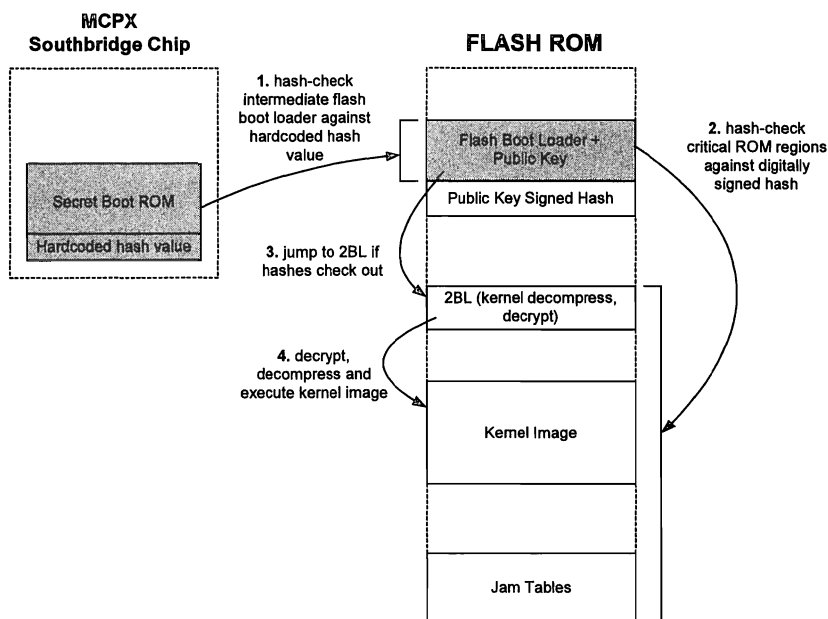 MCPX
Southbridge Chip
FLASH ROM
1. hash-check
intermediate flash
boot loader against
hardcoded hash
value
Secret Boot ROM
Hardcoded hash value
Flash Boot Loader +
Public Key
Public Key Signed Hash
2. hash-check
critical ROM regions
against digitally
signed hash
3. jump to 2BL if
hashes check out
2BL (kernel decompress,
decrypt)
4. decrypt,
decompress and
execute kernel image
Kernel Image
Jam Tables